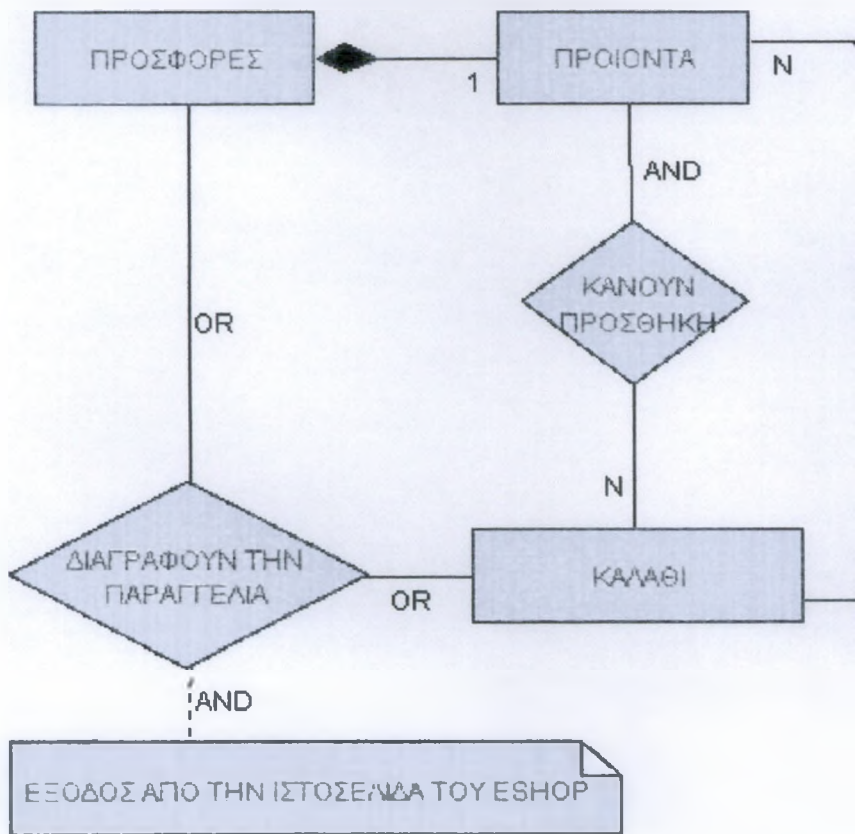 ΠΡΟΣΦΟΡΕΣ
1
ΠΡΟΙΟΝΤΑ
N
AND
ΚΑΝΟΥΝ
ΠΡΟΣΘΗΚΗ
OR
N
ΔΙΑΓΡΑΦΟΥΝ ΤΗΝ
ΠΑΡΑΓΓΕΛΙΑ
OR
ΚΑΛΑΘΙ
AND
ΕΞΟΔΟΣ ΑΠΟ ΤΗΝ ΙΣΤΟΣΕΛΙΔΑ ΤΟΥ ESHOP